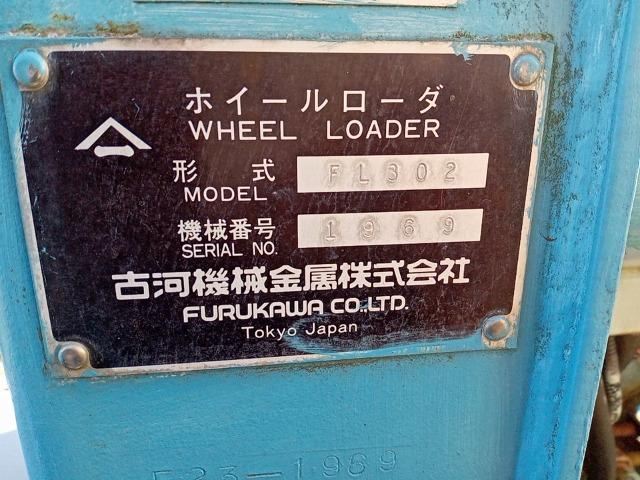 ホイールローダ
WHEEL LOADER
形式 FL302
MODEL
機械番号 1969
SERIAL NO.
古河機械金属株式会社
FURUKAWA CO.,LTD.
Tokyo Japan
F23-1969